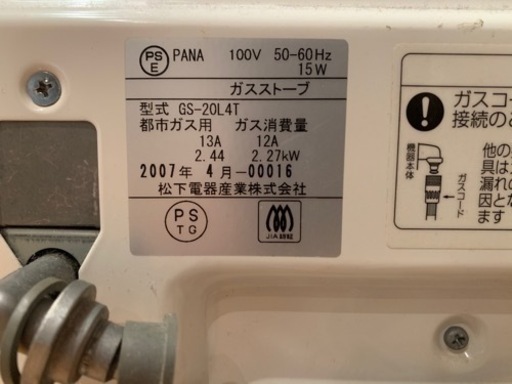 PS E PANA 100V 50-60Hz
15W
ガスストーブ
型式 GS-20L4T
都市ガス用 ガス消費量
13A 12A
2.44 2.27kW
2007年 4月-00016
松下電器産業株式会社
PS TG
JIA
ガスコー
接続のこ
機器本体
ガスコード
他の
具は
漏れの
因とな
ます